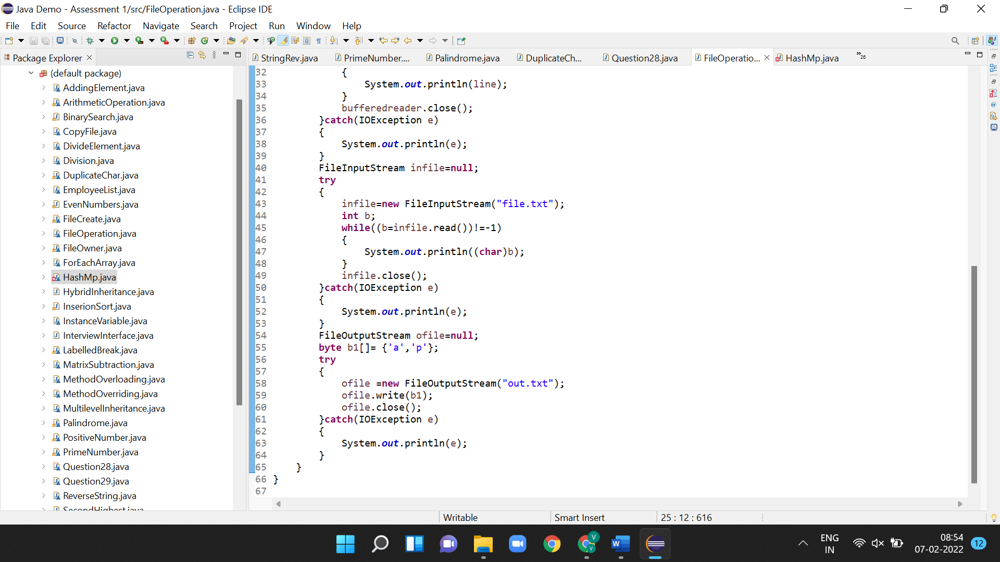 Java Demo - Assessment 1/src/FileOperation.java - Eclipse IDE
File Edit Source Refactor Navigate Search Project Run Window Help
Package Explorer
(default package)
AddingElement.java
ArithmeticOperation.java
BinarySearch.java
CopyFile.java
DivideElement.java
Division.java
DuplicateChar.java
EmployeeList.java
EvenNumbers.java
FileCreate.java
FileOperation.java
FileOwner.java
ForEachArray.java
HashMp.java
HybridInheritance.java
InserionSort.java
InstanceVariable.java
InterviewInterface.java
LabelledBreak.java
MatrixSubtraction.java
MethodOverloading.java
MethodOverriding.java
MultilevelInheritance.java
Palindrome.java
PositiveNumber.java
PrimeNumber.java
Question28.java
Question29.java
ReverseString.java
SecondHighest.java
StringRev.java PrimeNumber.... Palindrome.java DuplicateCh... Question28.java FileOperatio... HashMp.java »26
32 {
33 System.out.println(line);
34 }
35 bufferedreader.close();
36 }catch(IOException e)
37 {
38 System.out.println(e);
39 }
40 FileInputStream infile=null;
41 try
42 {
43 infile=new FileInputStream("file.txt");
44 int b;
45 while((b=infile.read())!=-1)
46 {
47 System.out.println((char)b);
48 }
49 infile.close();
50 }catch(IOException e)
51 {
52 System.out.println(e);
53 }
54 FileOutputStream ofile=null;
55 byte b1[]= {'a','p'};
56 try
57 {
58 ofile =new FileOutputStream("out.txt");
59 ofile.write(b1);
60 ofile.close();
61 }catch(IOException e)
62 {
63 System.out.println(e);
64 }
65 }
66 }
67
Writable Smart Insert 25 : 12 : 616
ENG
IN
08:54
07-02-2022
12